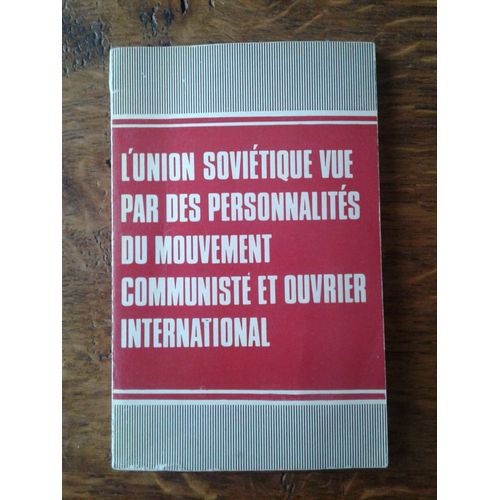 L'UNION SOVIÉTIQUE VUE
PAR DES PERSONNALITÉS
DU MOUVEMENT
COMMUNISTE ET OUVRIER
INTERNATIONAL